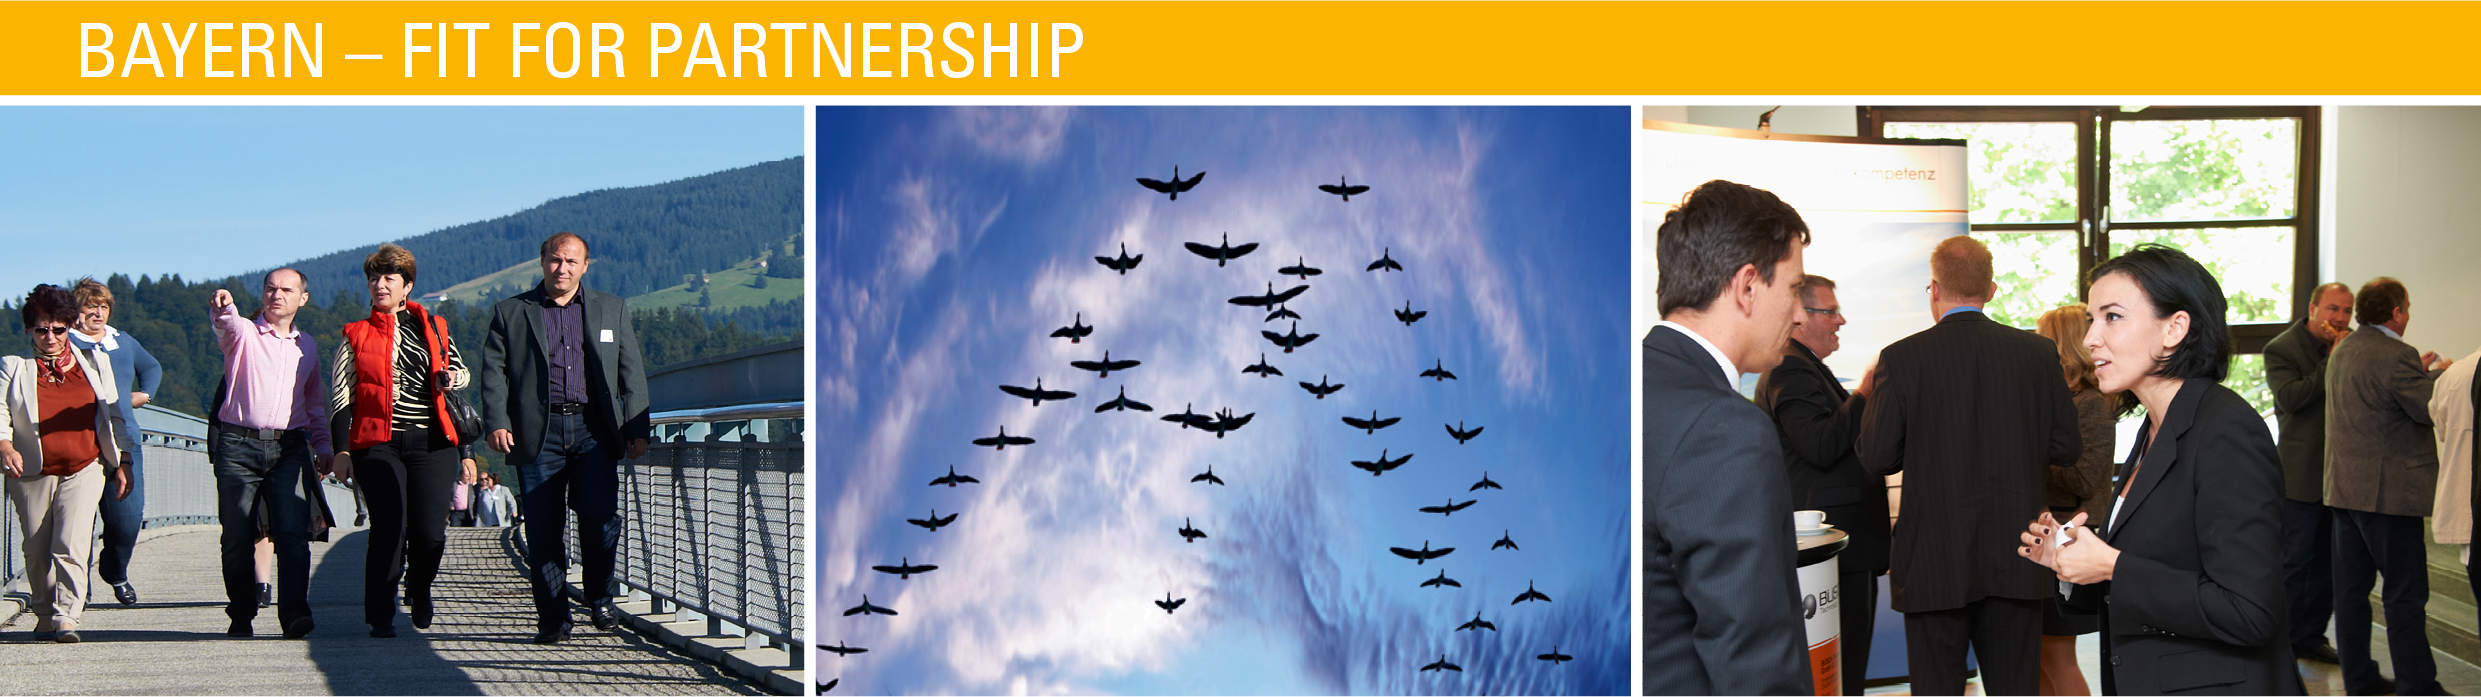 BAYERN – FIT FOR PARTNERSHIP
kompetenz